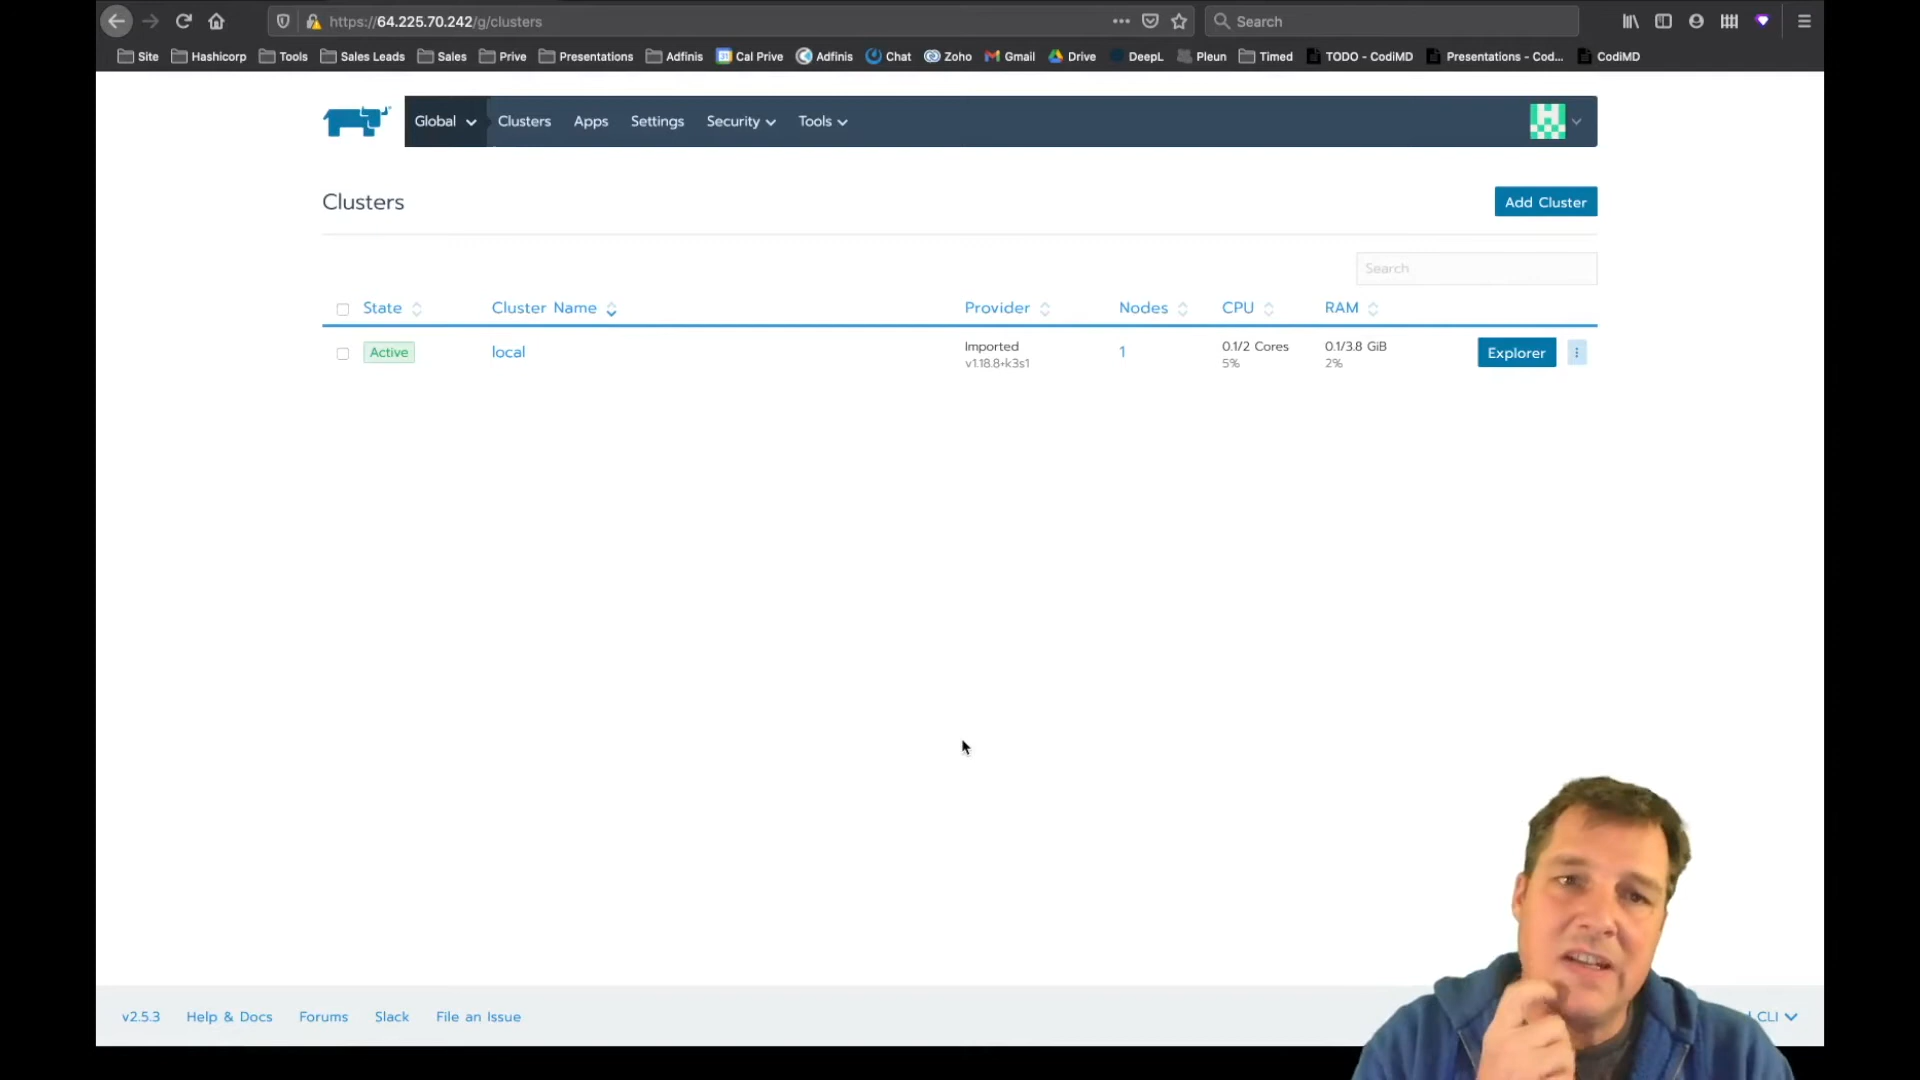 https://64.225.70.242/g/clusters
Search
Site Hashicorp Tools Sales Leads Sales Prive Presentations Adfinis Cal Prive Adfinis Chat Zoho Gmail Drive DeepL Pleun Timed TODO - CodiMD Presentations - Cod... CodiMD
Global Clusters Apps Settings Security Tools
Clusters
Add Cluster
Search
State Cluster Name Provider Nodes CPU RAM
Active local Imported 1 0.1/2 Cores 0.1/3.8 GiB Explorer
v1.18.8+k3s1 5% 2%
v2.5.3 Help & Docs Forums Slack File an Issue CLI